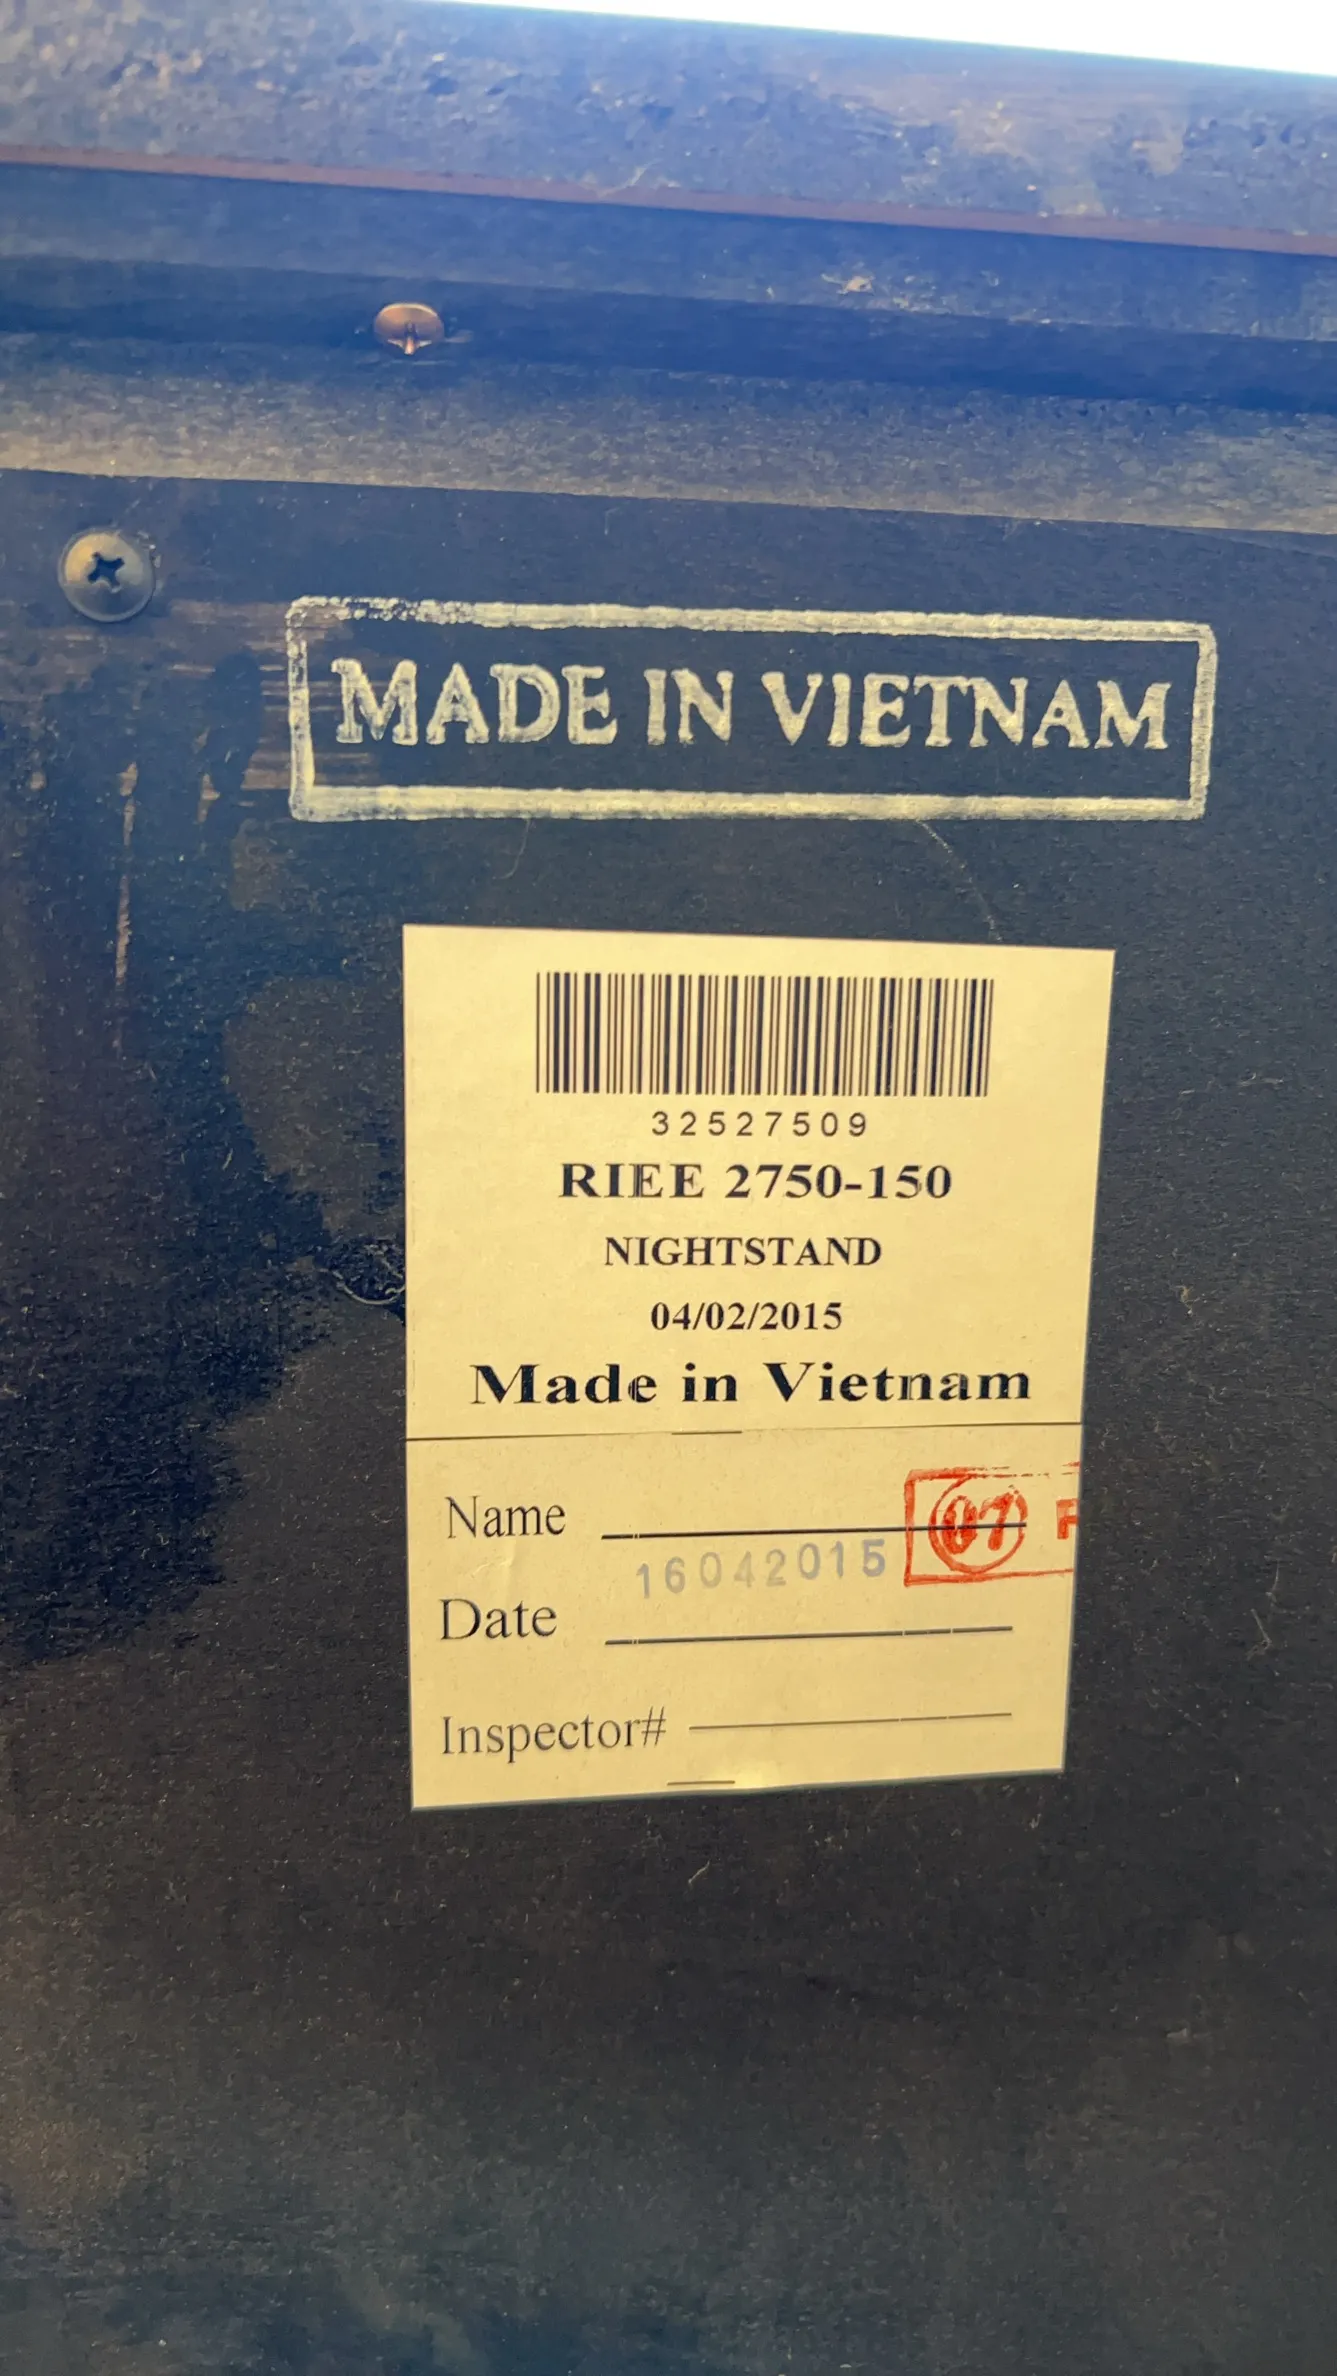 MADE IN VIETNAM
32527509
RIEE 2750-150
NIGHTSTAND
04/02/2015
Made in Vietnam
Name
07
16042015
Date
Inspector#